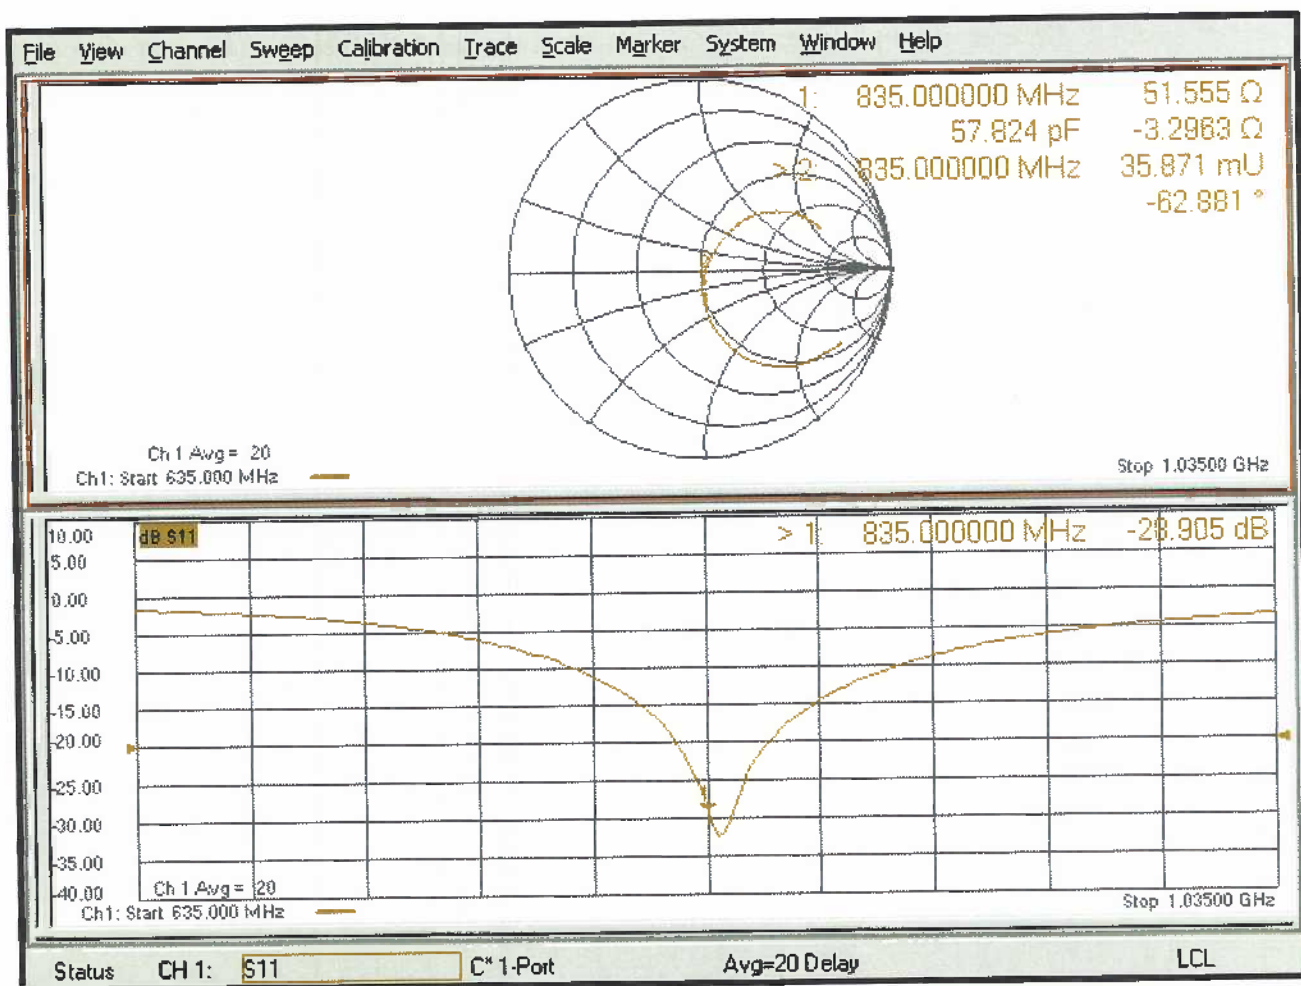 File View Channel Sweep Calibration Trace Scale Marker System Window Help
1: 835.000000 MHz 51.555 Ω
57.824 pF -3.2963 Ω
> 2: 835.000000 MHz 35.871 mU
-62.881 °
Ch 1 Avg = 20
Ch1: Start 635.000 MHz
Stop 1.03500 GHz
10.00
dB S11
> 1: 835.000000 MHz -28.905 dB
5.00
0.00
-5.00
-10.00
-15.00
-20.00
-25.00
-30.00
-35.00
-40.00
Ch 1 Avg = 20
Ch1: Start 635.000 MHz
Stop 1.03500 GHz
Status CH 1: S11 C* 1-Port Avg=20 Delay LCL